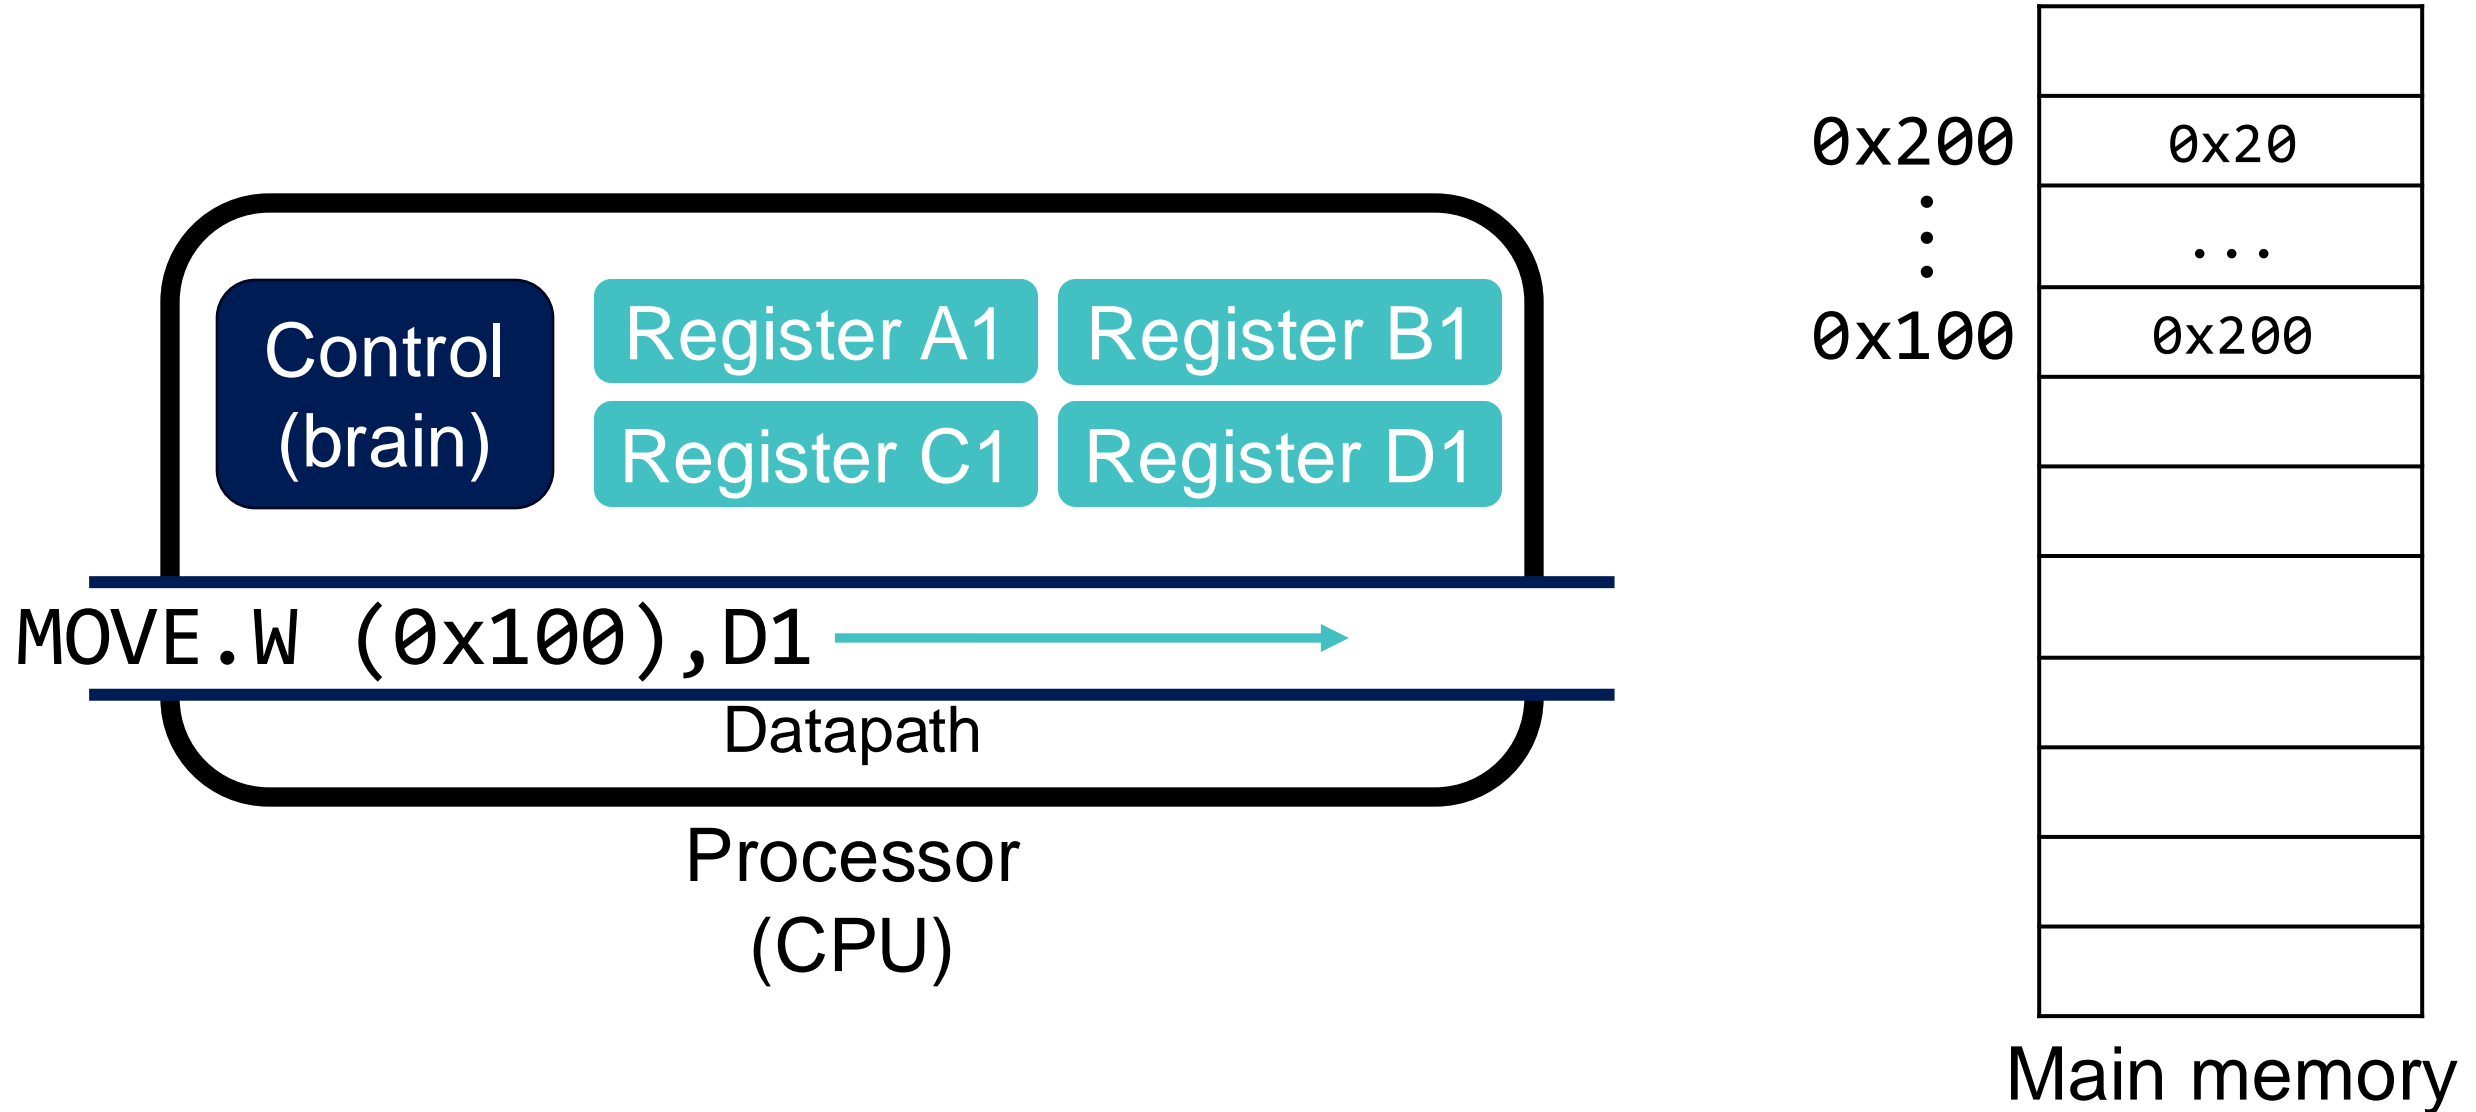 Control
(brain)
Register A1
Register B1
Register C1
Register D1
MOVE.W (0x100),D1
Datapath
Processor
(CPU)
0x200
0x20
...
0x100
0x200
Main memory